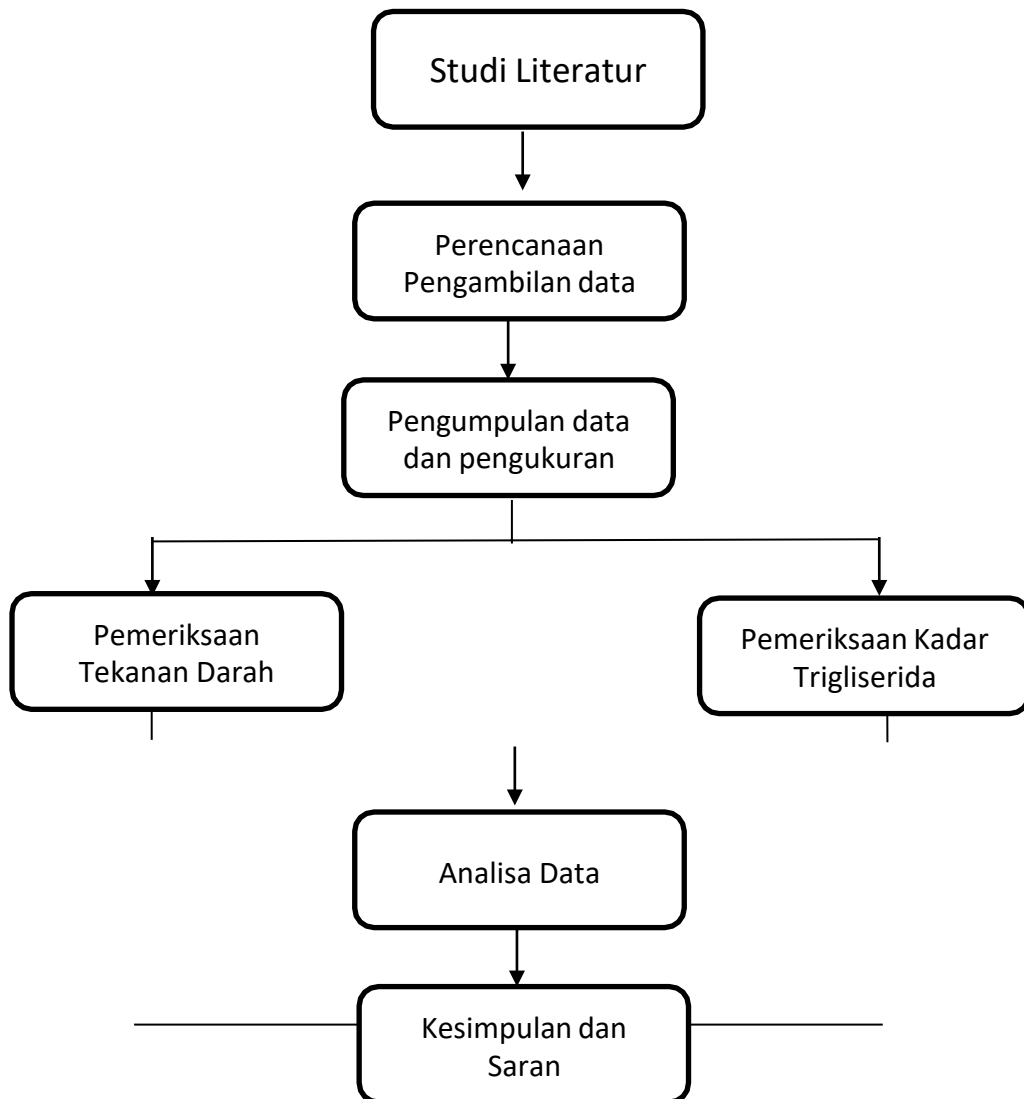 Studi Literatur
Perencanaan
Pengambilan data
Pengumpulan data
dan pengukuran
Pemeriksaan
Tekanan Darah
Pemeriksaan Kadar
Trigliserida
Analisa Data
Kesimpulan dan
Saran